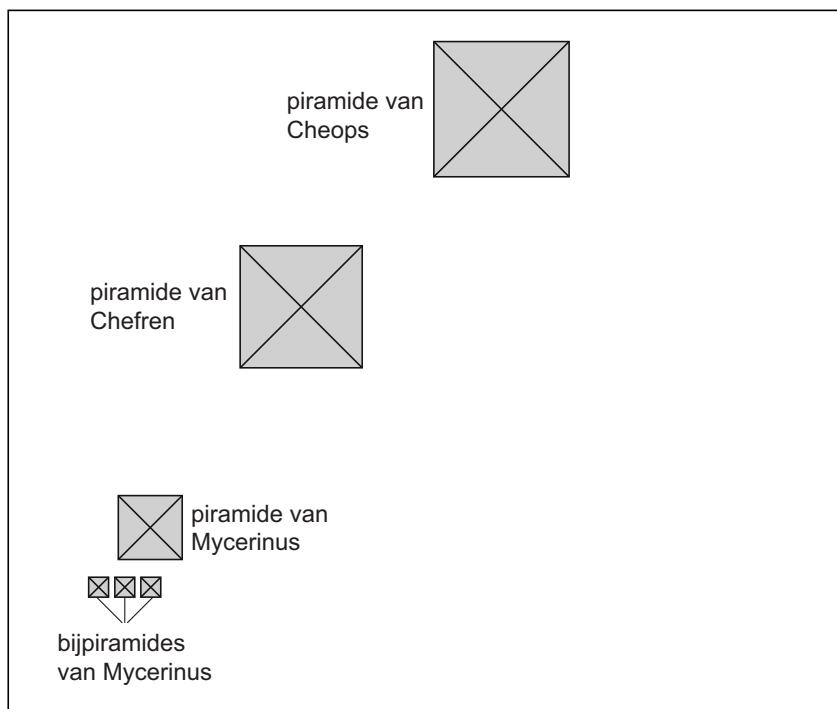 piramide van
Cheops
piramide van
Chefren
piramide van
Mycerinus
bijpiramides
van Mycerinus